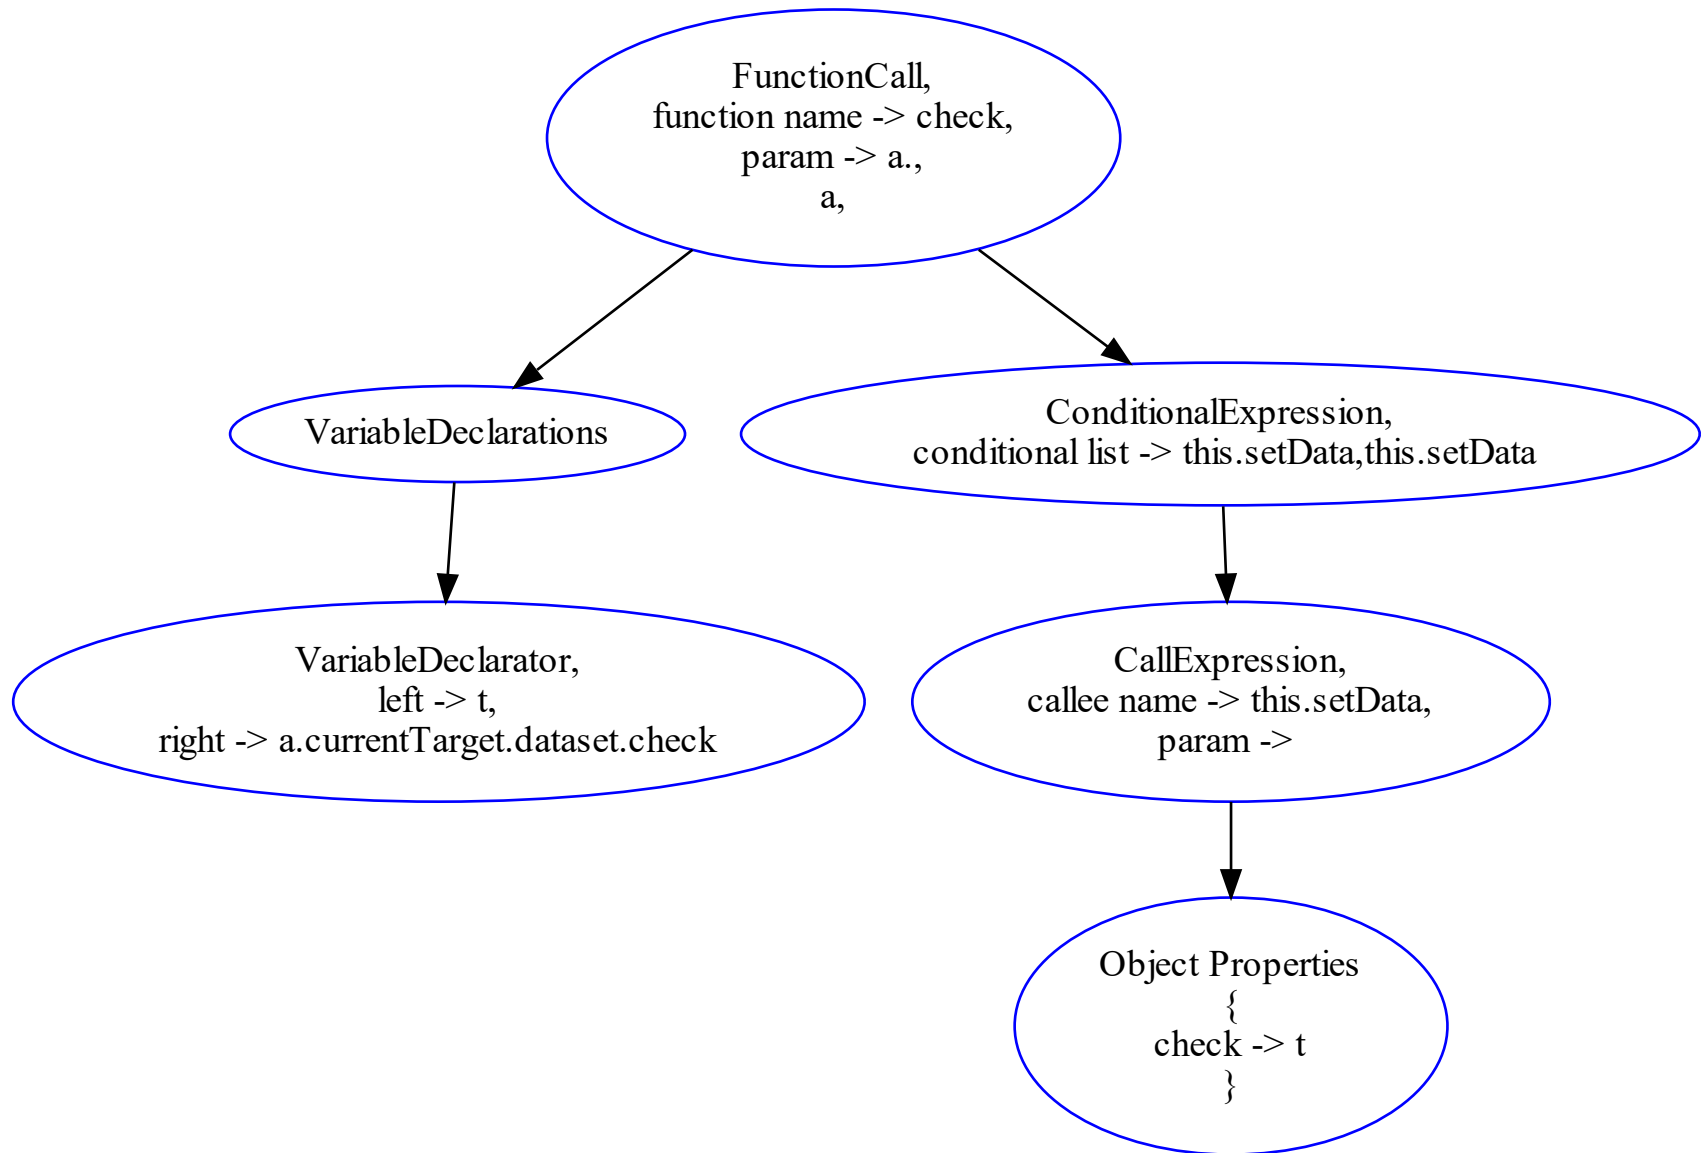 FunctionCall,
function name -> check,
param -> a.,
a,
VariableDeclarations
ConditionalExpression,
conditional list -> this.setData,this.setData
VariableDeclarator,
left -> t,
right -> a.currentTarget.dataset.check
CallExpression,
callee name -> this.setData,
param ->
Object Properties
{
check -> t
}